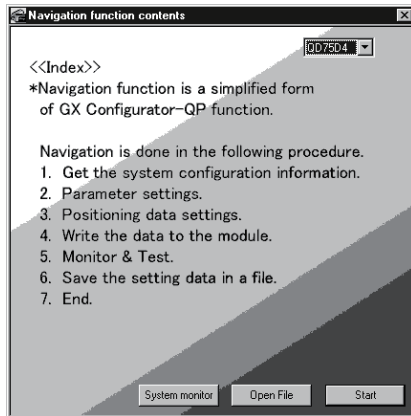 Navigation function contents
QD75D4
<<Index>>
*Navigation function is a simplified form
of GX Configurator-QP function.
Navigation is done in the following procedure.
1. Get the system configuration information.
2. Parameter settings.
3. Positioning data settings.
4. Write the data to the module.
5. Monitor & Test.
6. Save the setting data in a file.
7. End.
System monitor Open File Start